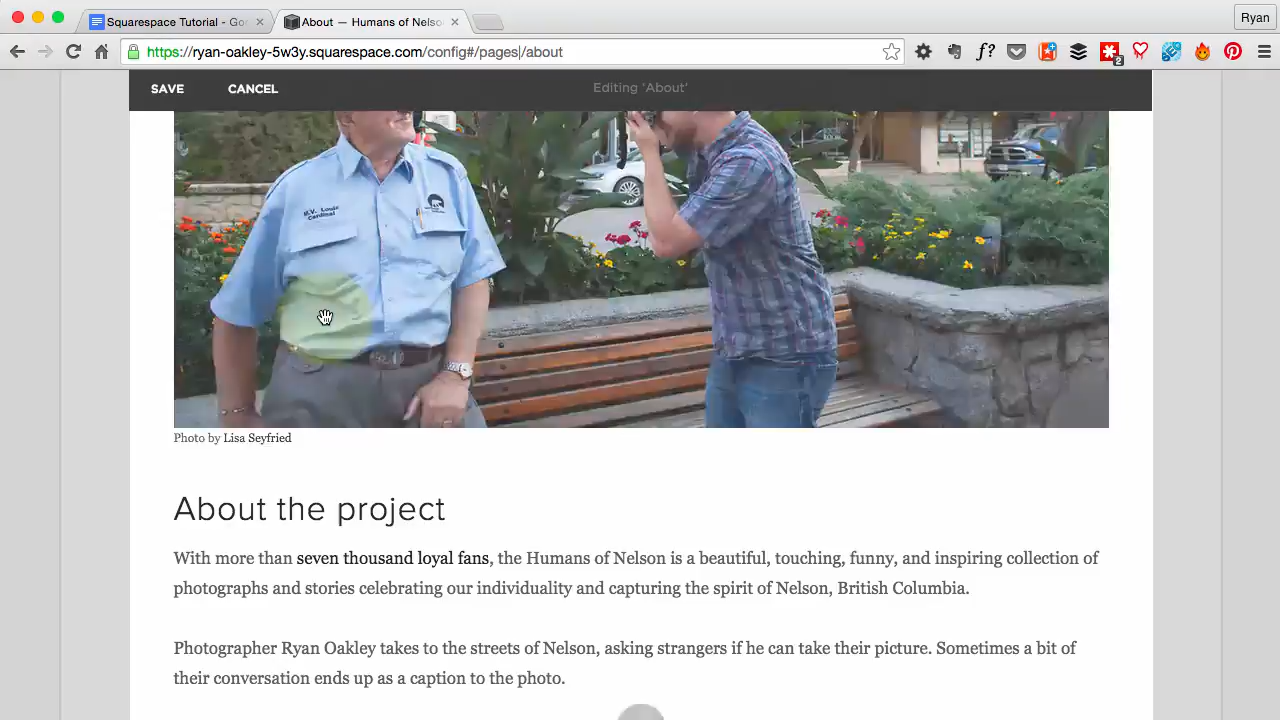 Squarespace Tutorial - Go
About — Humans of Nelso
Ryan
https://ryan-oakley-5w3y.squarespace.com/config#/pages|/about
f?
2
SAVE
CANCEL
Editing 'About'
M.V. Louie
Cardinal
Photo by Lisa Seyfried
About the project
With more than seven thousand loyal fans, the Humans of Nelson is a beautiful, touching, funny, and inspiring collection of
photographs and stories celebrating our individuality and capturing the spirit of Nelson, British Columbia.
Photographer Ryan Oakley takes to the streets of Nelson, asking strangers if he can take their picture. Sometimes a bit of
their conversation ends up as a caption to the photo.